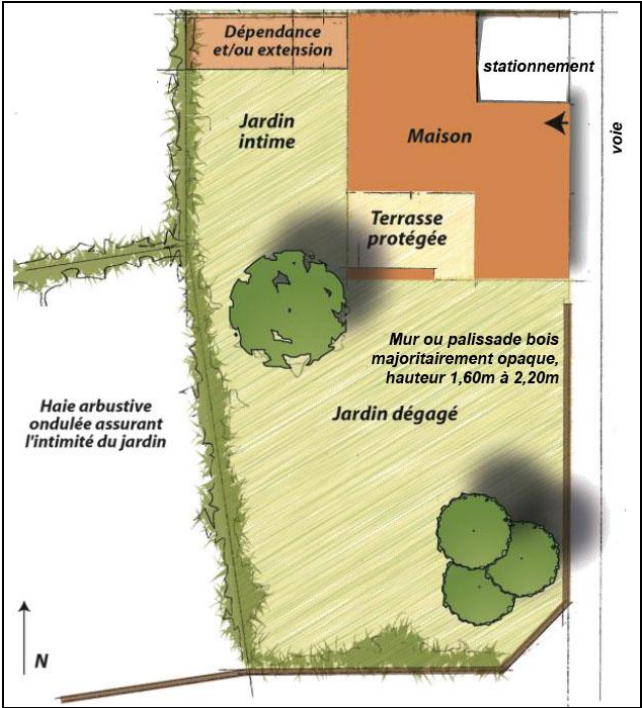 Dépendance
et/ou extension
stationnement
Jardin
intime
Maison
voie
Terrasse
protégée
Mur ou palissade bois
majoritairement opaque,
hauteur 1,60m à 2,20m
Haie arbustive
ondulée assurant
l'intimité du jardin
Jardin dégagé
N